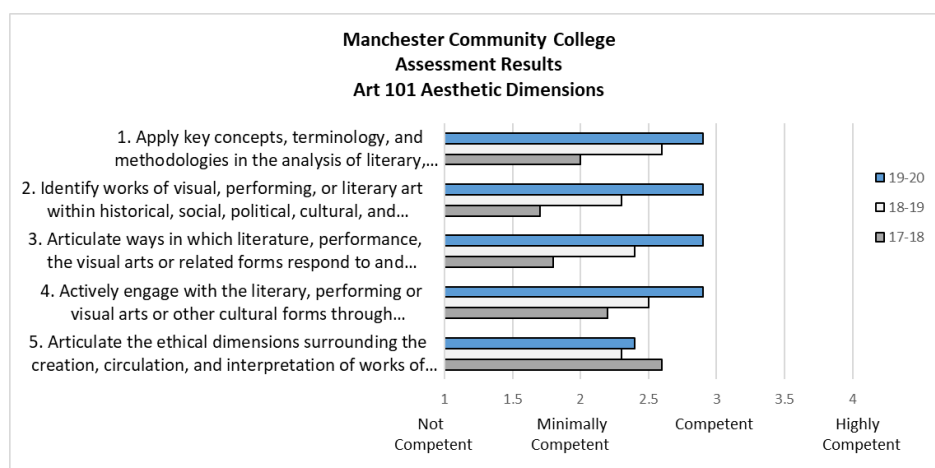 Manchester Community College
Assessment Results
Art 101 Aesthetic Dimensions
1. Apply key concepts, terminology, and
methodologies in the analysis of literary,...
2. Identify works of visual, performing, or literary art
within historical, social, political, cultural, and...
3. Articulate ways in which literature, performance,
the visual arts or related forms respond to and...
4. Actively engage with the literary, performing or
visual arts or other cultural forms through...
5. Articulate the ethical dimensions surrounding the
creation, circulation, and interpretation of works of...
19-20
18-19
17-18
1 1.5 2 2.5 3 3.5 4
Not Minimally Competent Highly
Competent Competent Competent